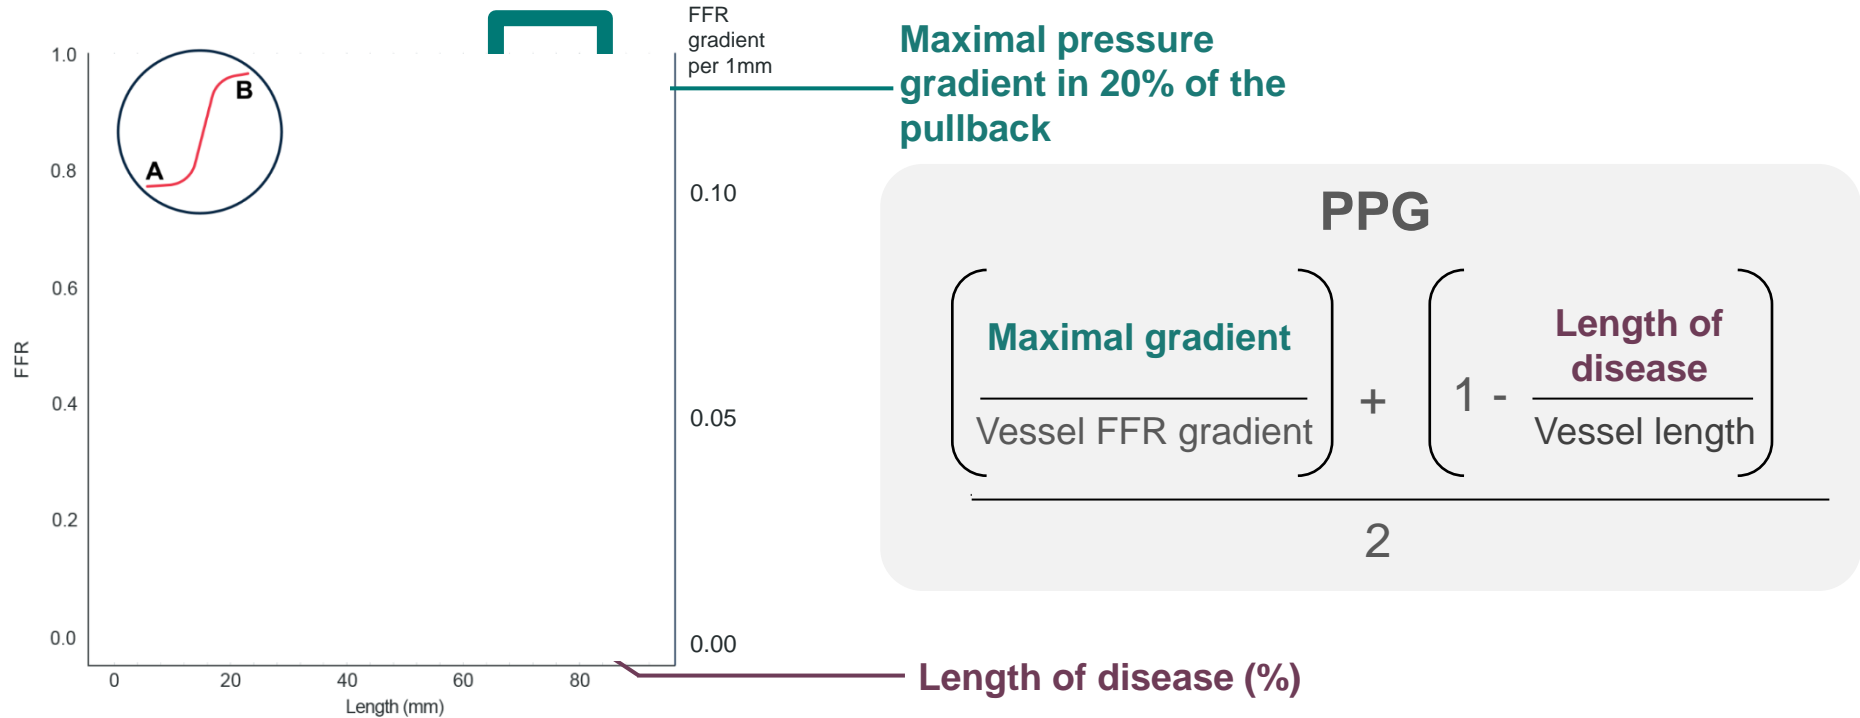 FFR
gradient
per 1mm
Maximal pressure
gradient in 20% of the
pullback
1.0
0.8
0.6
0.4
0.2
0.0
FFR
A
B
0.10
0.05
0.00
0
20
40
60
80
Length (mm)
PPG
Maximal gradient
Vessel FFR gradient
+
1 -
Length of
disease
Vessel length
2
Length of disease (%)